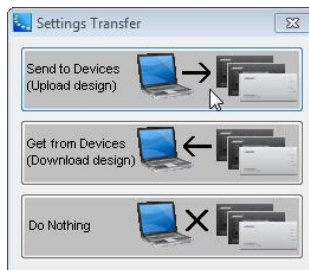 Settings Transfer
Send to Devices
(Upload design)
Get from Devices
(Download design)
Do Nothing